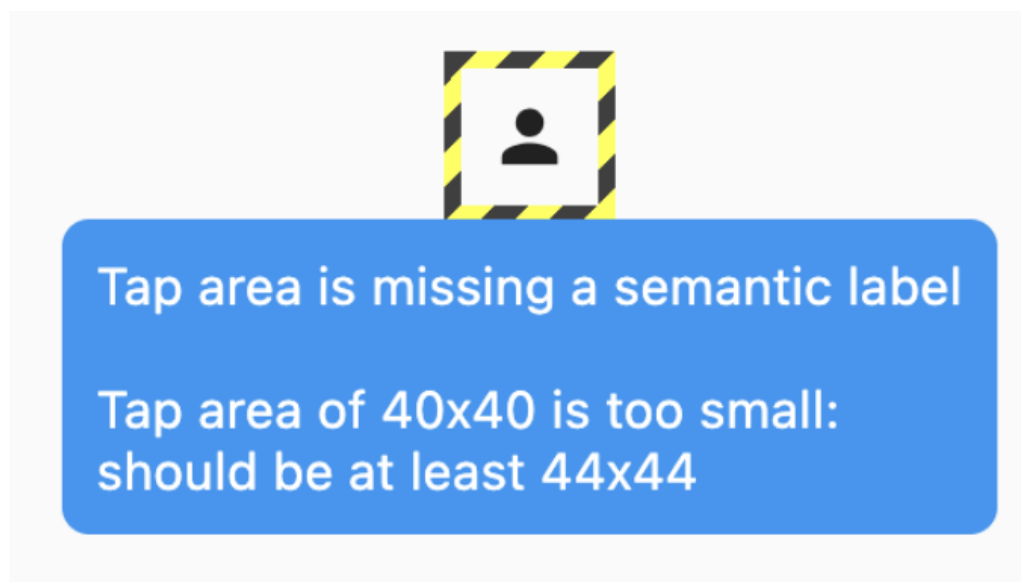 Tap area is missing a semantic label
Tap area of 40x40 is too small:
should be at least 44x44